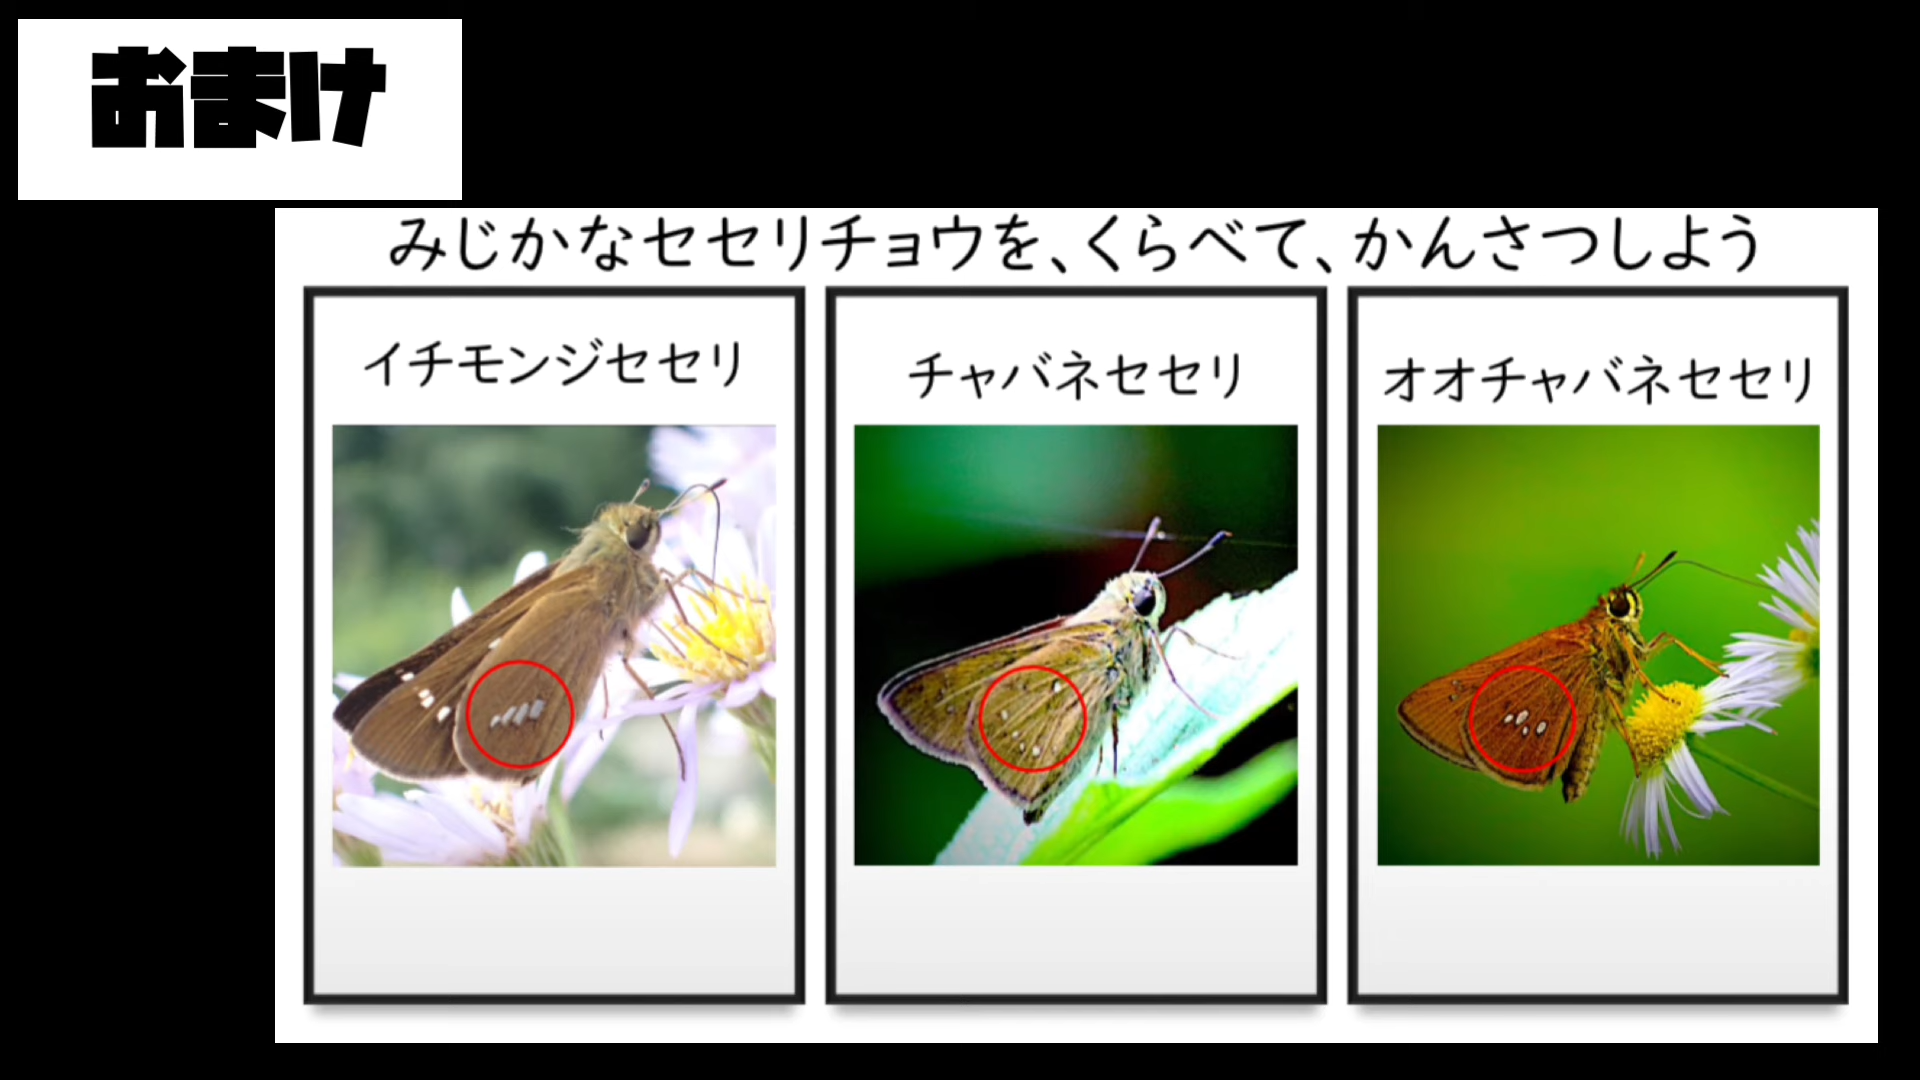 おまけ
みじかなセセリチョウを、くらべて、かんさつしよう
イチモンジセセリ
チャバネセセリ
オオチャバネセセリ